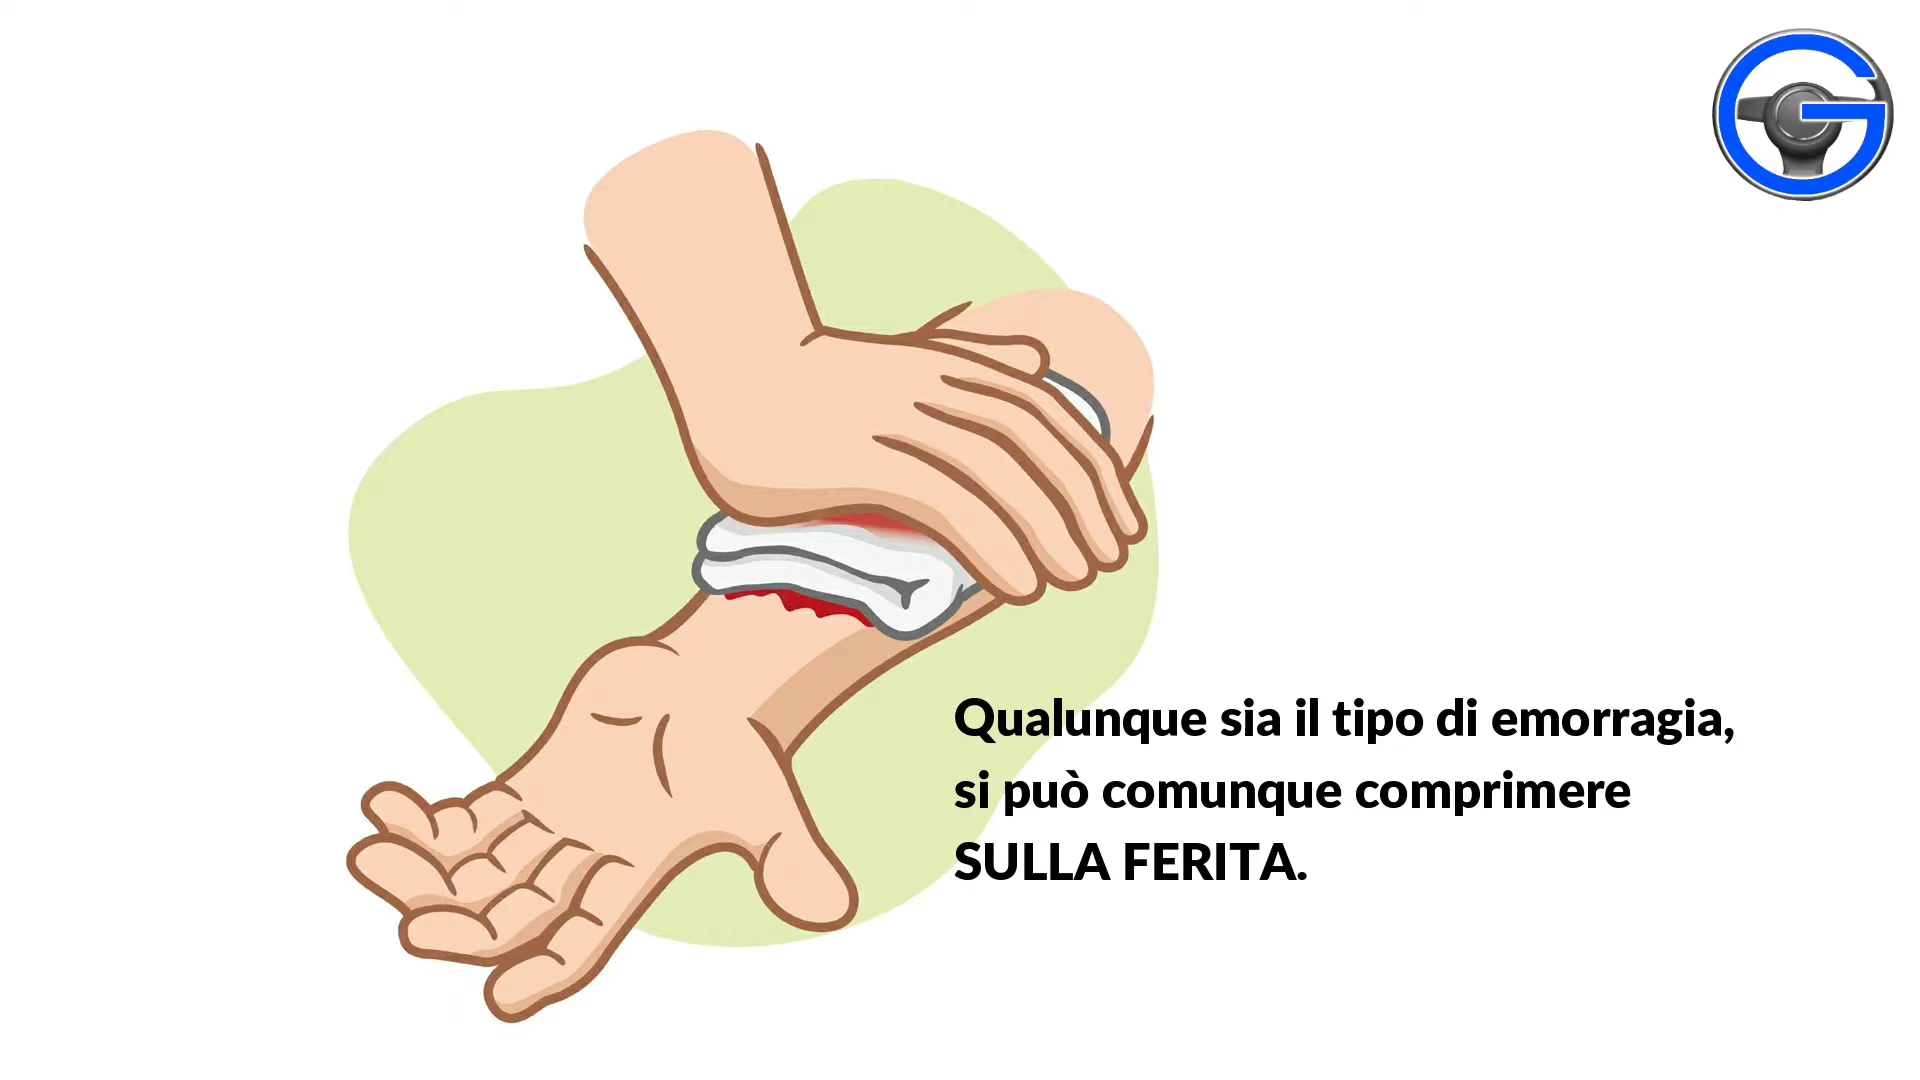 G
Qualunque sia il tipo di emorragia,
si può comunque comprimere
SULLA FERITA.